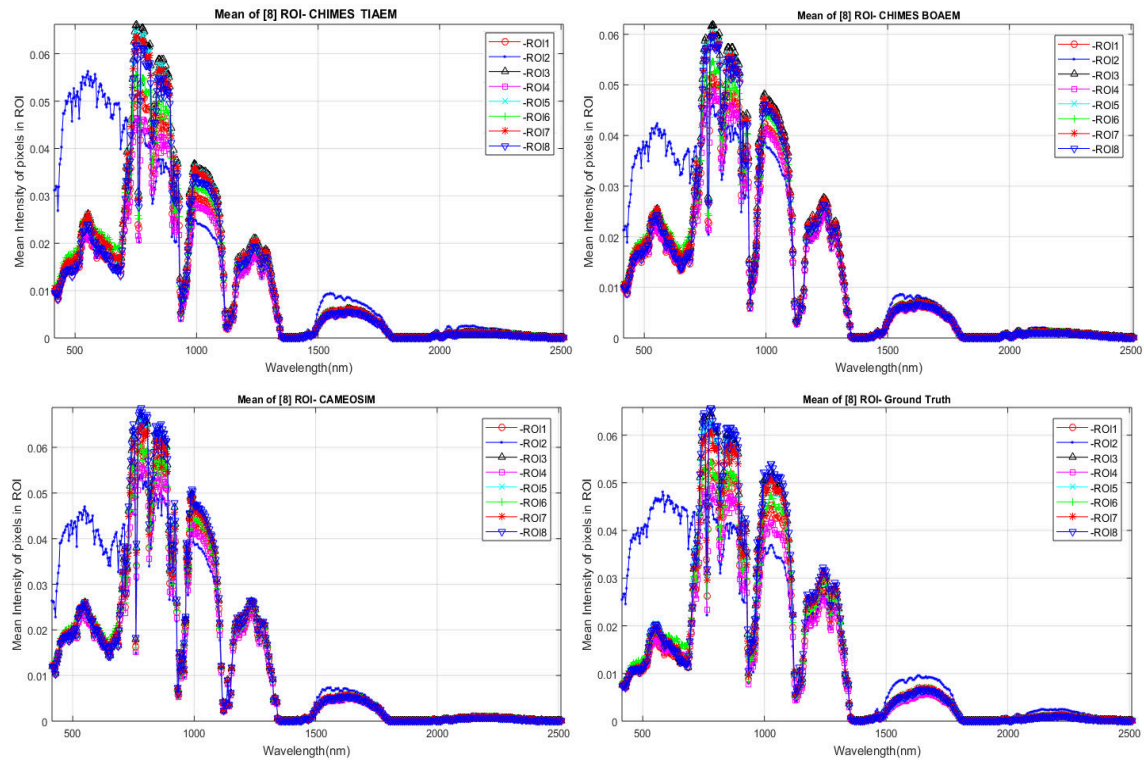 Mean of [8] ROI- CHIMES TIAEM
Mean Intensity of pixels in ROI
0.06
0.05
0.04
0.03
0.02
0.01
0
500 1000 1500 2000 2500
Wavelength(nm)
-ROI1
-ROI2
-ROI3
-ROI4
-ROI5
-ROI6
-ROI7
-ROI8
Mean of [8] ROI- CHIMES BOAEM
Mean Intensity of pixels in ROI
0.06
0.05
0.04
0.03
0.02
0.01
0
500 1000 1500 2000 2500
Wavelength(nm)
-ROI1
-ROI2
-ROI3
-ROI4
-ROI5
-ROI6
-ROI7
-ROI8
Mean of [8] ROI- CAMEOSIM
Mean Intensity of pixels in ROI
0.06
0.05
0.04
0.03
0.02
0.01
0
500 1000 1500 2000 2500
Wavelength(nm)
-ROI1
-ROI2
-ROI3
-ROI4
-ROI5
-ROI6
-ROI7
-ROI8
Mean of [8] ROI- Ground Truth
Mean Intensity of pixels in ROI
0.06
0.05
0.04
0.03
0.02
0.01
0
500 1000 1500 2000 2500
Wavelength(nm)
-ROI1
-ROI2
-ROI3
-ROI4
-ROI5
-ROI6
-ROI7
-ROI8